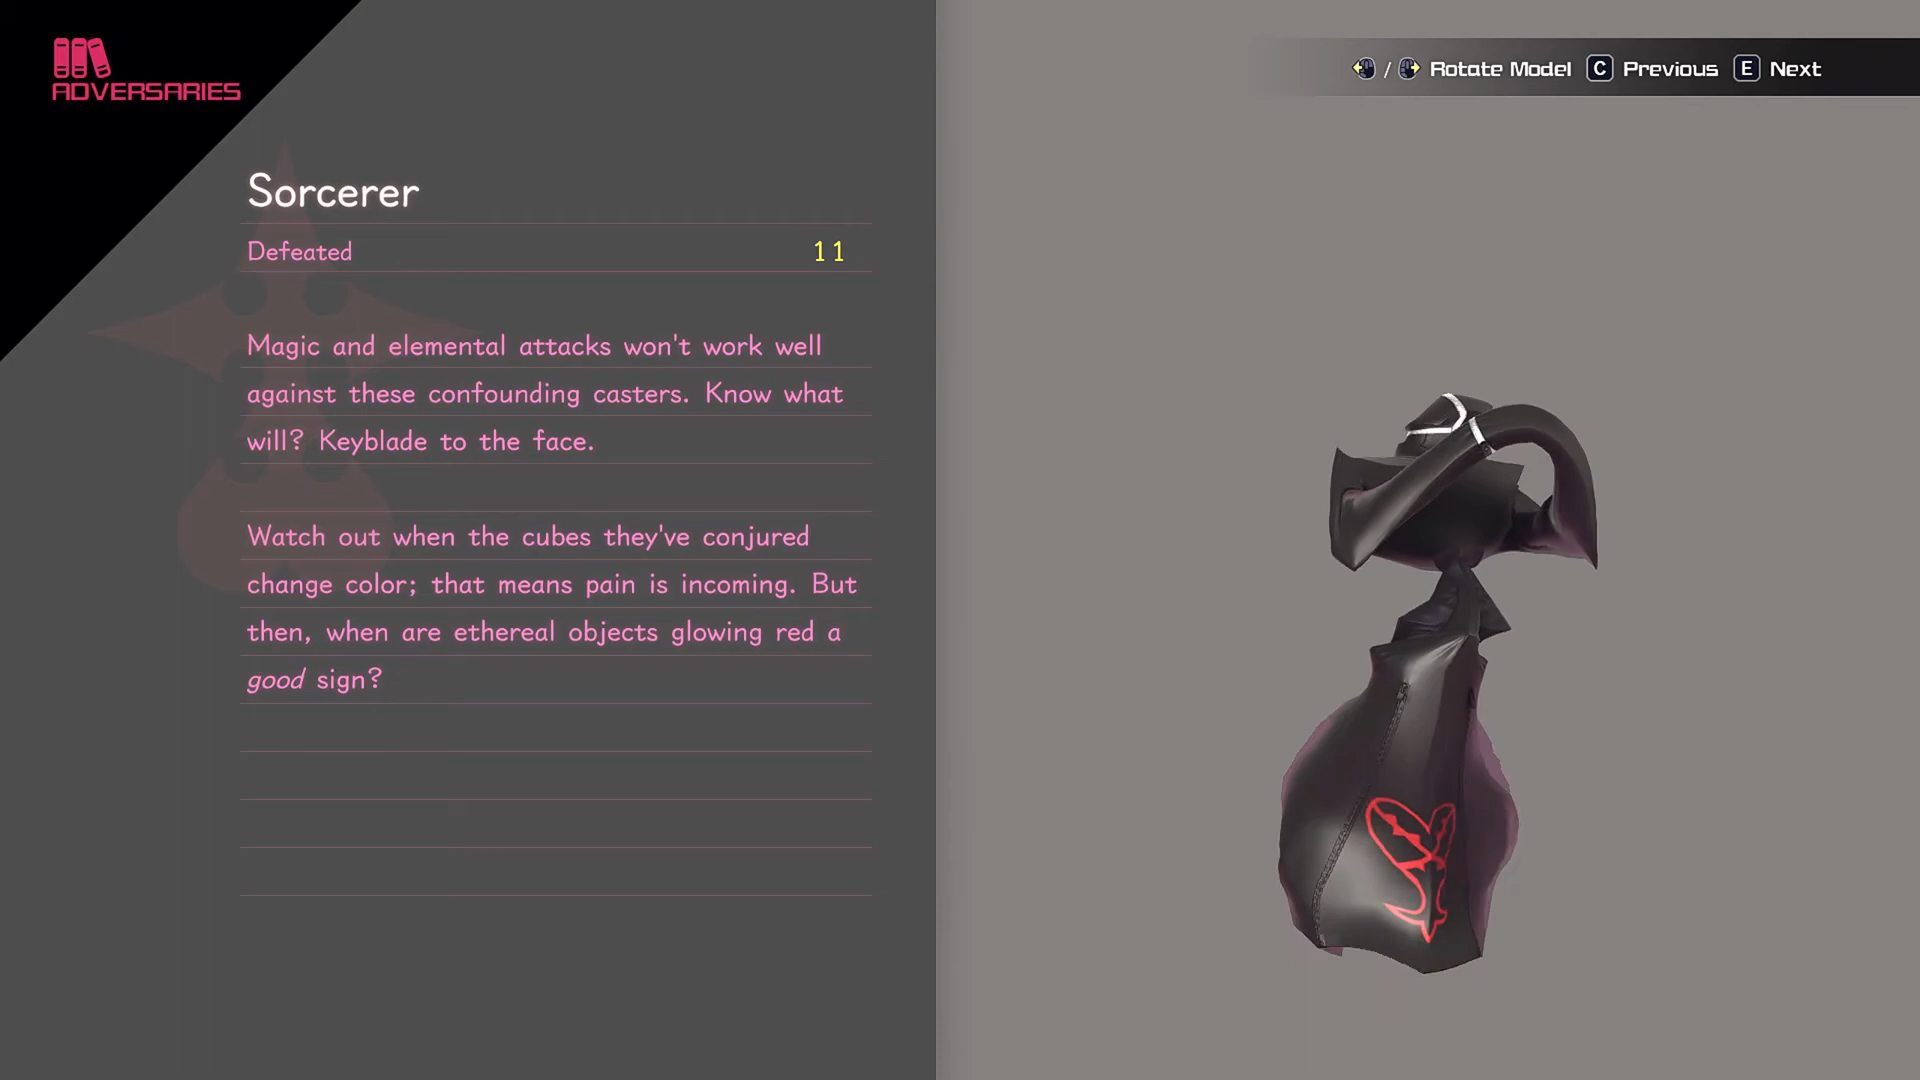 ADVERSARIES
/ Rotate Model C Previous E Next
Sorcerer
Defeated 11
Magic and elemental attacks won't work well
against these confounding casters. Know what
will? Keyblade to the face.
Watch out when the cubes they've conjured
change color; that means pain is incoming. But
then, when are ethereal objects glowing red a
good sign?